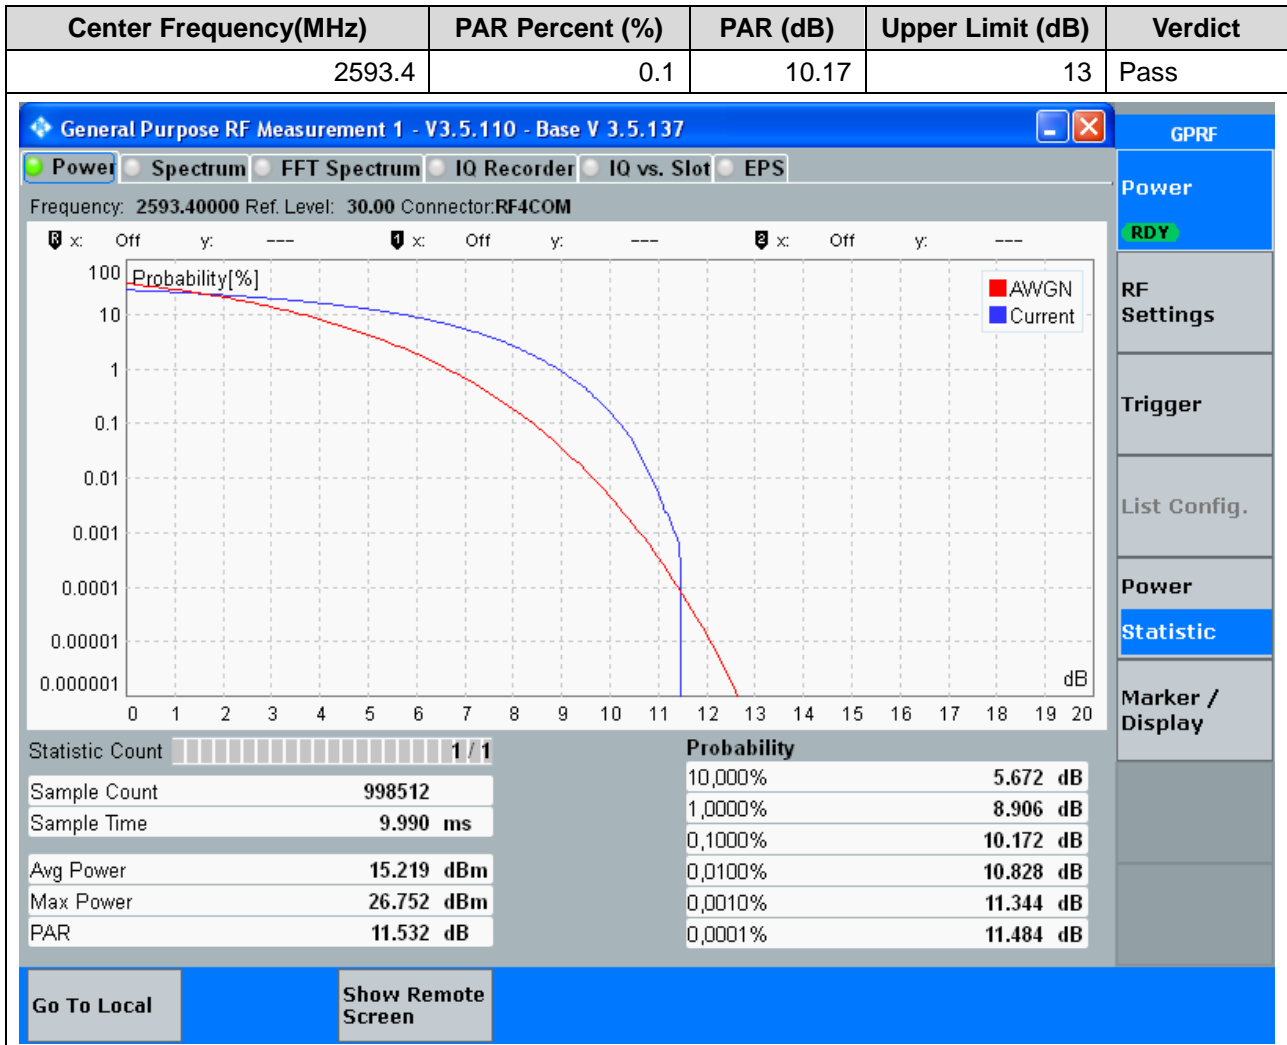 Center Frequency(MHz) PAR Percent (%) PAR (dB) Upper Limit (dB) Verdict
2593.4 0.1 10.17 13 Pass
General Purpose RF Measurement 1 - V3.5.110 - Base V 3.5.137
GPRF
Power Spectrum FFT Spectrum IQ Recorder IQ vs. Slot EPS
Frequency: 2593.40000 Ref. Level: 30.00 Connector:RF4COM
R x: Off y: --- 1 x: Off y: --- 2 x: Off y: ---
Probability[%]
100
10
1
0.1
0.01
0.001
0.0001
0.00001
0.000001
AWGN
Current
dB
0 1 2 3 4 5 6 7 8 9 10 11 12 13 14 15 16 17 18 19 20
Statistic Count 1 / 1
Sample Count 998512
Sample Time 9.990 ms
Avg Power 15.219 dBm
Max Power 26.752 dBm
PAR 11.532 dB
Probability
10,000% 5.672 dB
1,0000% 8.906 dB
0,1000% 10.172 dB
0,0100% 10.828 dB
0,0010% 11.344 dB
0,0001% 11.484 dB
Power
RDY
RF
Settings
Trigger
List Config.
Power
Statistic
Marker /
Display
Go To Local
Show Remote
Screen